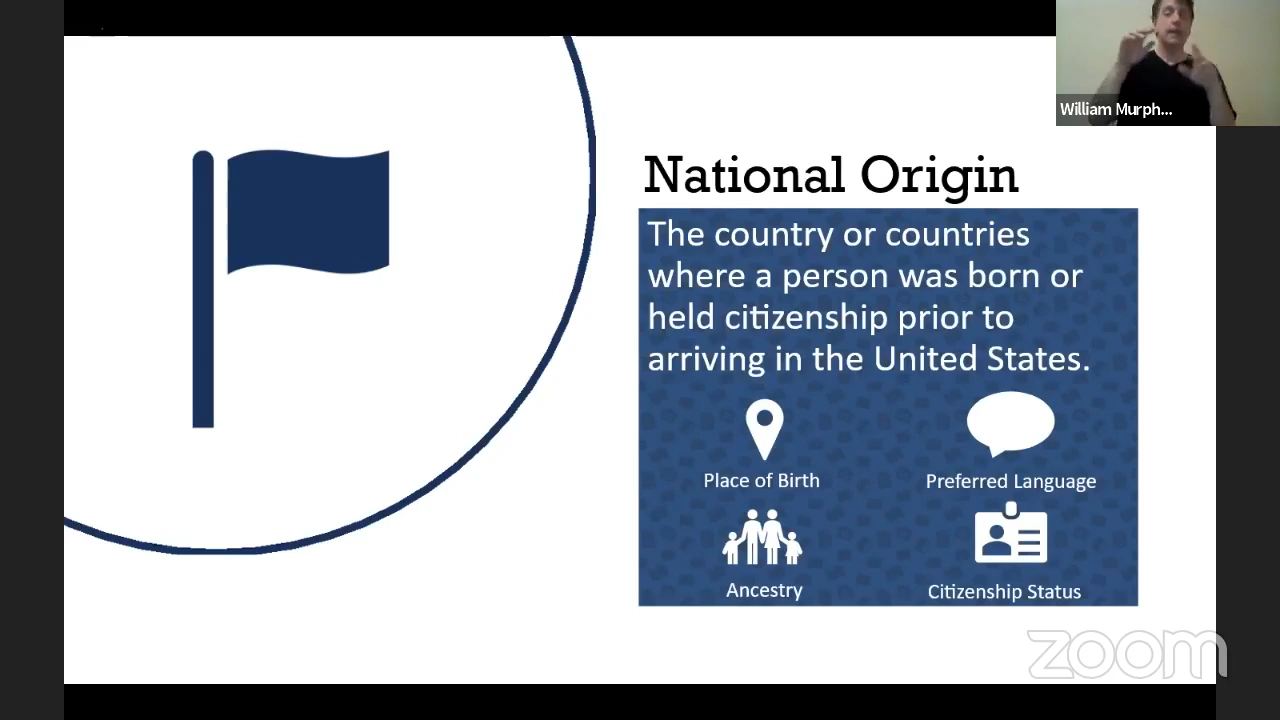 William Murph...
National Origin
The country or countries
where a person was born or
held citizenship prior to
arriving in the United States.
Place of Birth
Preferred Language
Ancestry
Citizenship Status
zoom